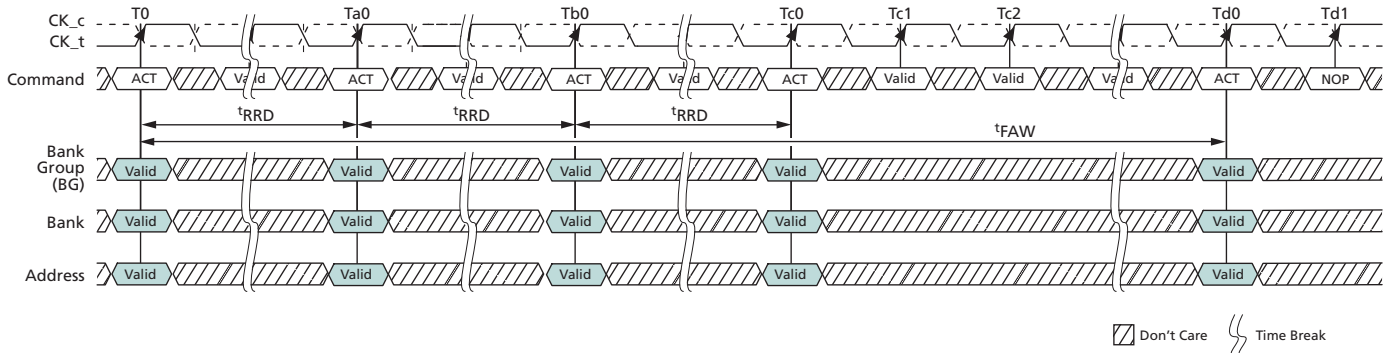 T0 Ta0 Tb0 Tc0 Tc1 Tc2 Td0 Td1
CK_c
CK_t
Command ACT Valid ACT Valid ACT Valid ACT Valid Valid Valid ACT NOP
tRRD tRRD tRRD
tFAW
Bank
Group
(BG) Valid Valid Valid Valid Valid
Bank Valid Valid Valid Valid Valid
Address Valid Valid Valid Valid Valid
Don't Care Time Break